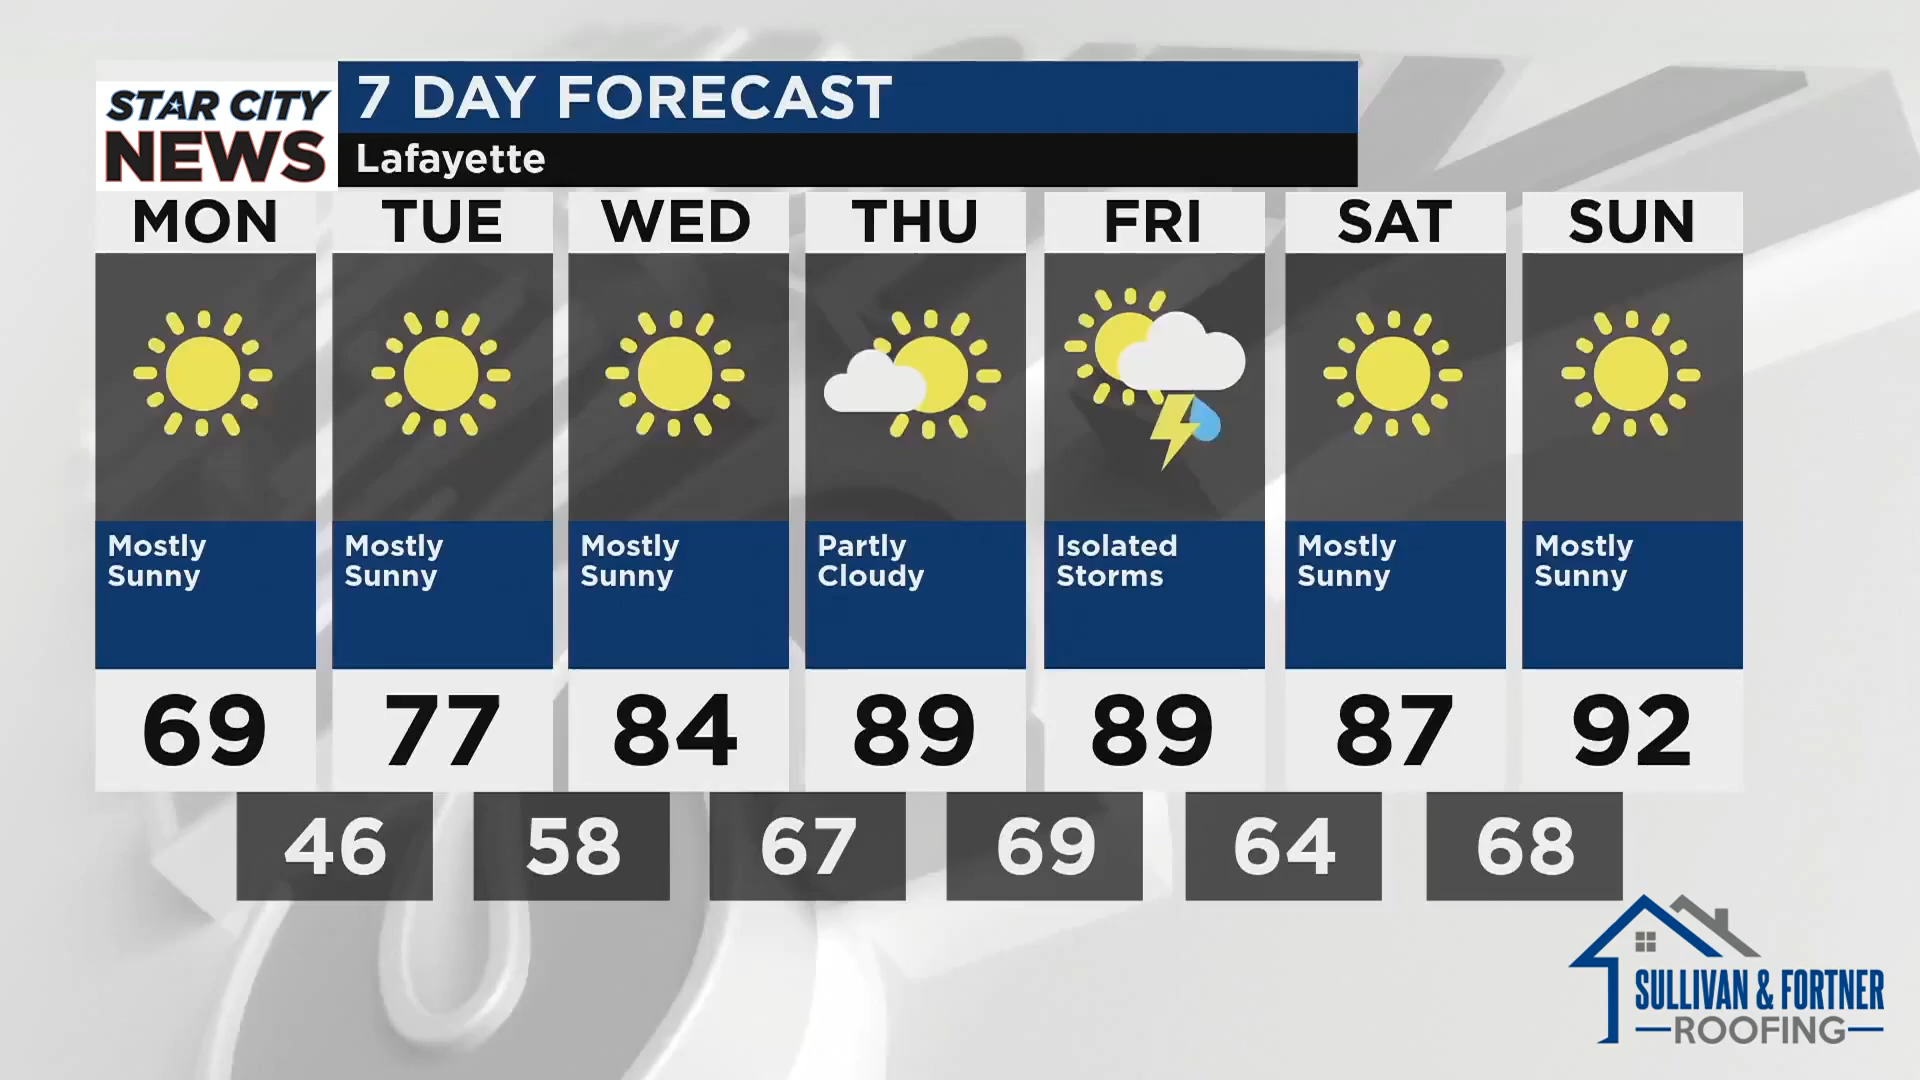 STAR CITY
NEWS
7 DAY FORECAST
Lafayette
MON
TUE
WED
THU
FRI
SAT
SUN
Mostly
Sunny
Mostly
Sunny
Mostly
Sunny
Partly
Cloudy
Isolated
Storms
Mostly
Sunny
Mostly
Sunny
69
77
84
89
89
87
92
46
58
67
69
64
68
SULLIVAN & FORTNER
ROOFING